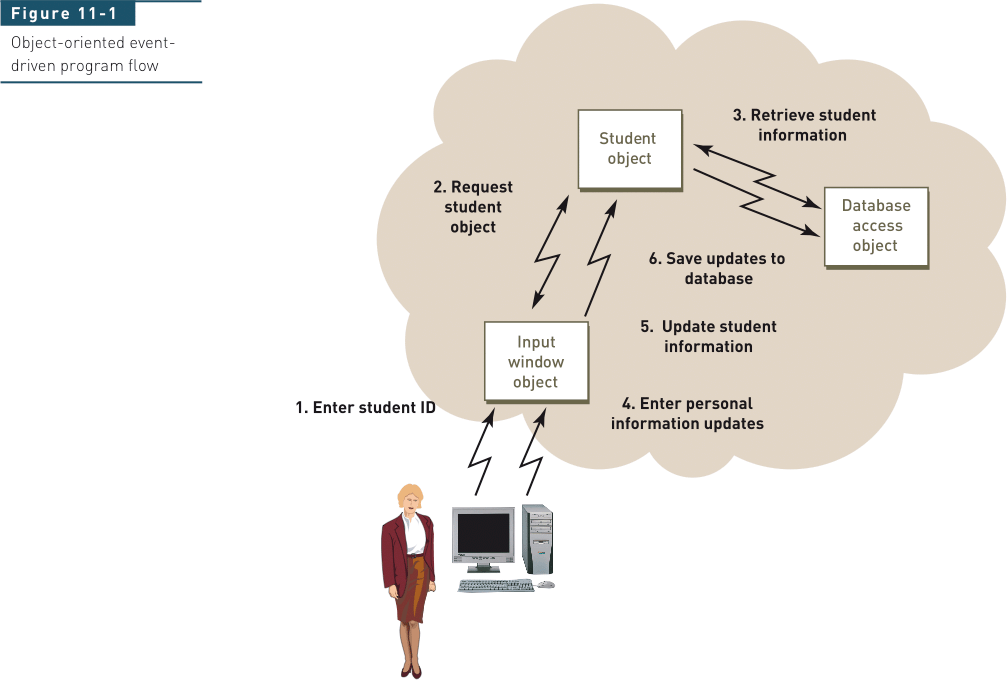 Figure 11-1
Object-oriented event-
driven program flow
Student
object
3. Retrieve student
information
2. Request
student
object
Database
access
object
6. Save updates to
database
5. Update student
information
Input
window
object
1. Enter student ID
4. Enter personal
information updates